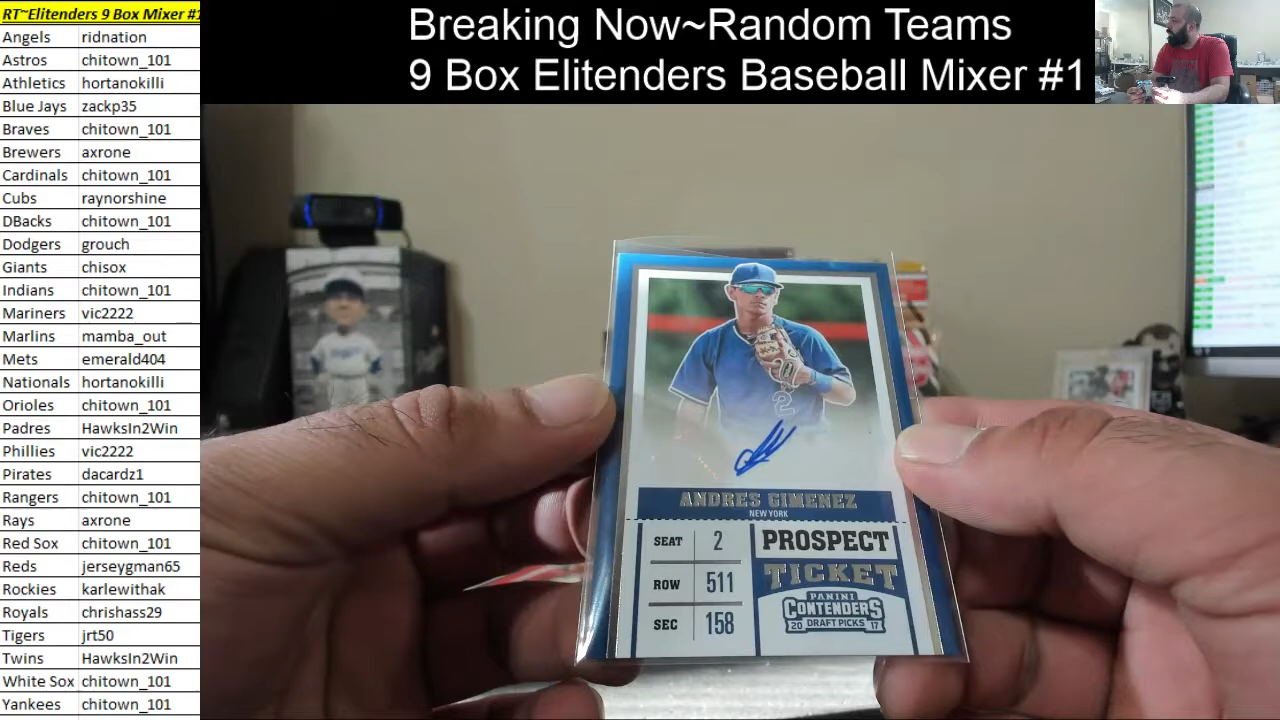 RT~Elitenders 9 Box Mixer #1
Angels ridnation
Astros chitown_101
Athletics hortanokilli
Blue Jays zackp35
Braves chitown_101
Brewers axrone
Cardinals chitown_101
Cubs raynorshine
DBacks chitown_101
Dodgers grouch
Giants chisox
Indians chitown_101
Mariners vic2222
Marlins mamba_out
Mets emerald404
Nationals hortanokilli
Orioles chitown_101
Padres HawksIn2Win
Phillies vic2222
Pirates dacardz1
Rangers chitown_101
Rays axrone
Red Sox chitown_101
Reds jerseygman65
Rockies karlewithak
Royals chrishass29
Tigers jrt50
Twins HawksIn2Win
White Sox chitown_101
Yankees chitown_101
Breaking Now~Random Teams
9 Box Elitenders Baseball Mixer #1
2
ANDRES GIMENEZ
NEW YORK
SEAT 2
ROW 511
SEC 158
PROSPECT
TICKET
PANINI
CONTENDERS
20 DRAFT PICKS 17